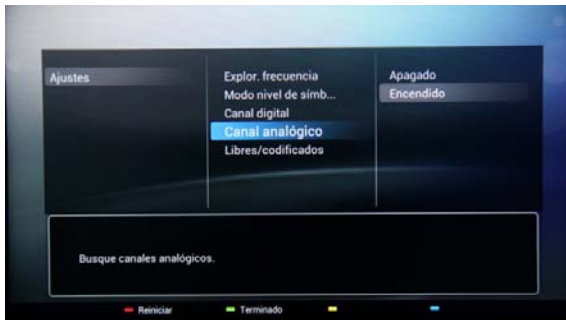 Ajustes
Explor. frecuencia
Modo nivel de símb...
Canal digital
Canal analógico
Libres/codificados
Apagado
Encendido
Busque canales analógicos.
Reiniciar
Terminado